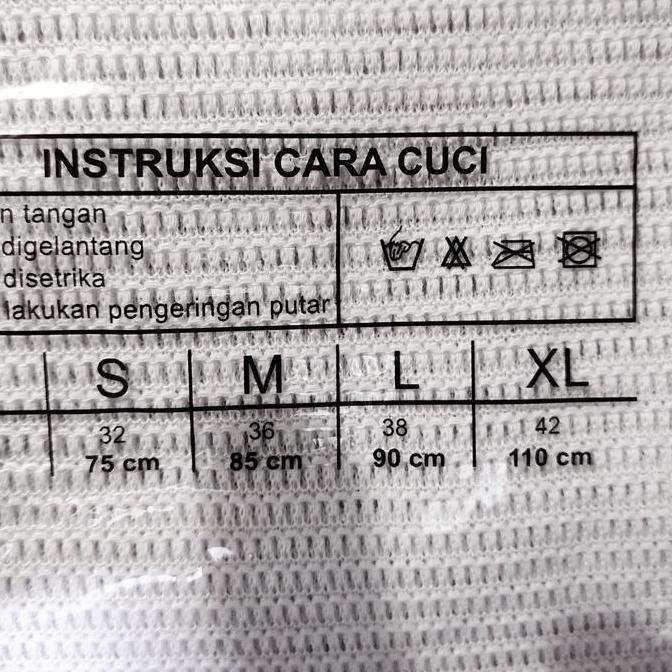 INSTRUKSI CARA CUCI
n tangan
digelantang
disetrika
lakukan pengeringan putar
S M L XL
32 36 38 42
75 cm 85 cm 90 cm 110 cm